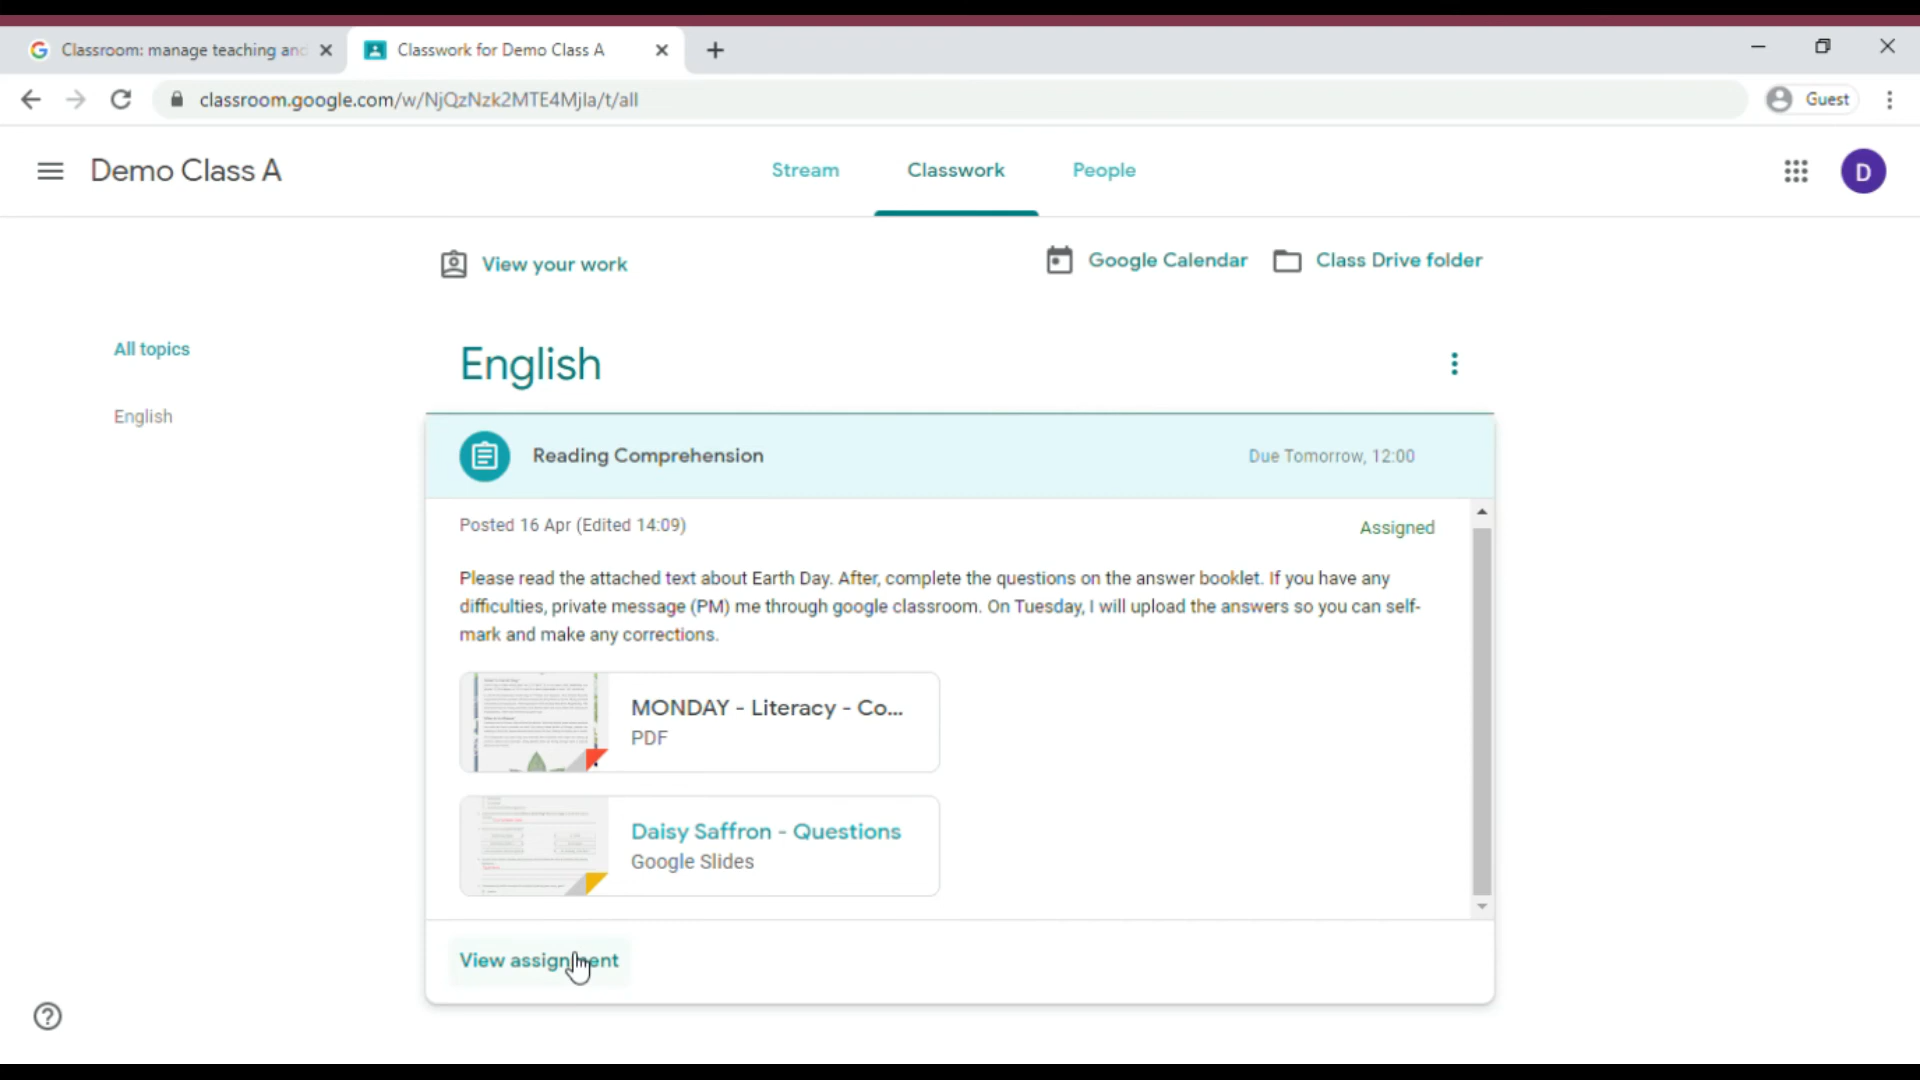 Classroom: manage teaching and
Classwork for Demo Class A
classroom.google.com/w/NjQzNzk2MTE4Mjla/t/all
Guest
Demo Class A
Stream
Classwork
People
D
View your work
Google Calendar
Class Drive folder
All topics
English
English
Reading Comprehension
Due Tomorrow, 12:00
Posted 16 Apr (Edited 14:09)
Assigned
Please read the attached text about Earth Day. After, complete the questions on the answer booklet. If you have any
difficulties, private message (PM) me through google classroom. On Tuesday, I will upload the answers so you can self-
mark and make any corrections.
MONDAY - Literacy - Co...
PDF
Daisy Saffron - Questions
Google Slides
View assignment